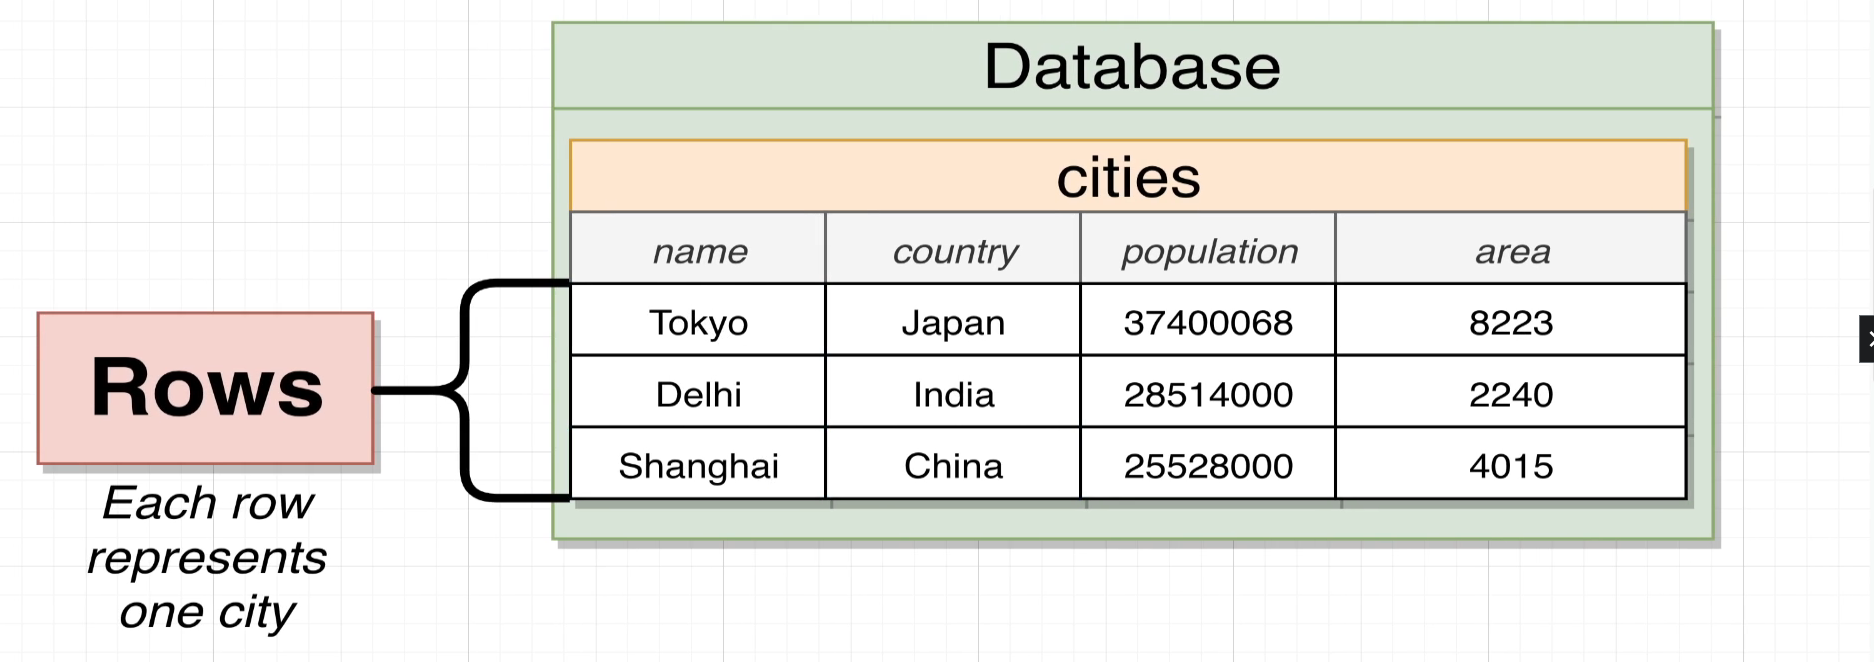 Database
cities
name country population area
Tokyo Japan 37400068 8223
Delhi India 28514000 2240
Shanghai China 25528000 4015
Rows
Each row
represents
one city